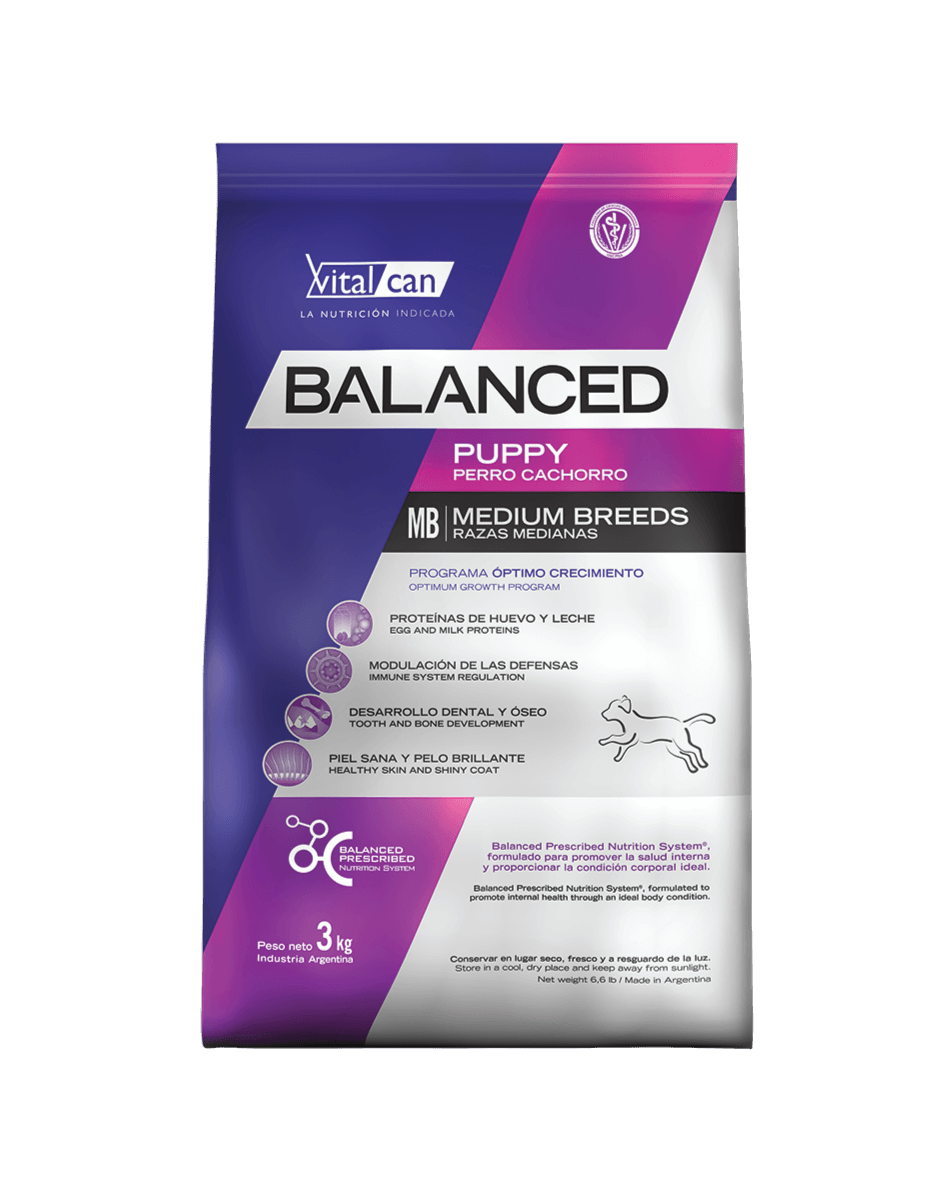 Vital can
LA NUTRICIÓN INDICADA
BALANCED
PUPPY
PERRO CACHORRO
MB MEDIUM BREEDS
RAZAS MEDIANAS
PROGRAMA ÓPTIMO CRECIMIENTO
OPTIMUM GROWTH PROGRAM
PROTEÍNAS DE HUEVO Y LECHE
EGG AND MILK PROTEINS
MODULACIÓN DE LAS DEFENSAS
IMMUNE SYSTEM REGULATION
DESARROLLO DENTAL Y ÓSEO
TOOTH AND BONE DEVELOPMENT
PIEL SANA Y PELO BRILLANTE
HEALTHY SKIN AND SHINY COAT
BALANCED
PRESCRIBED
NUTRITION SYSTEM
Balanced Prescribed Nutrition System®,
formulado para promover la salud interna
y proporcionar la condición corporal ideal.
Balanced Prescribed Nutrition System®, formulated to
promote internal health through an ideal body condition.
Peso neto 3 kg
Industria Argentina
Conservar en lugar seco, fresco y a resguardo de la luz.
Store in a cool, dry place and keep away from sunlight.
Net weight 6,6 lb / Made in Argentina